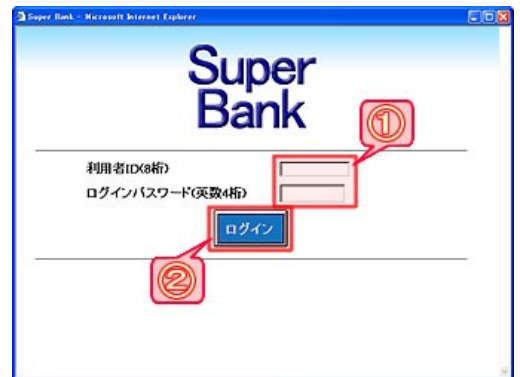 Super Bank - Microsoft Internet Explorer
Super
Bank
①
利用者ID(8桁)
ログインパスワード(英数4桁)
ログイン
②